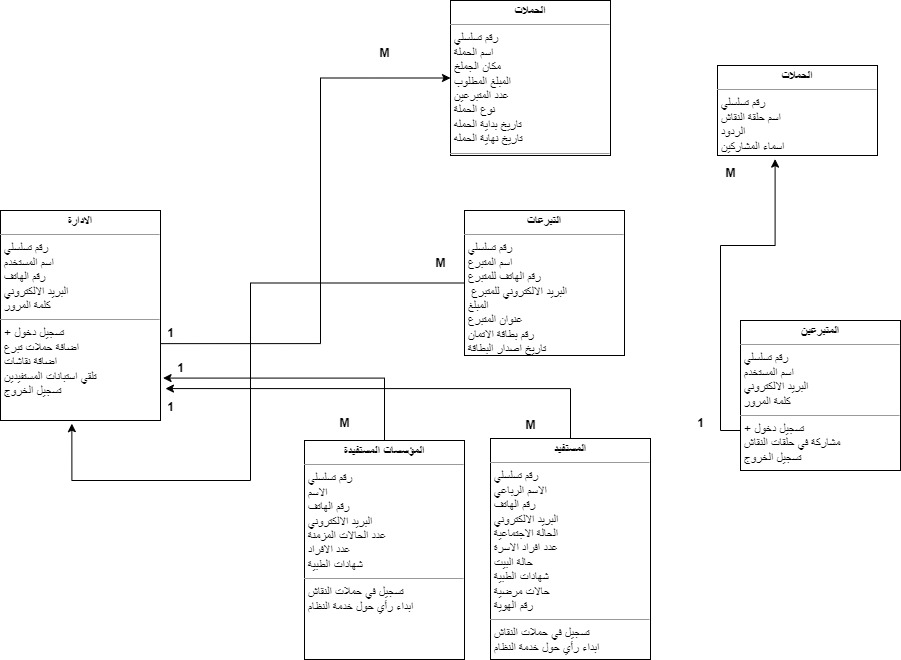 الحملات
رقم تسلسلي
اسم الحملة
مكان الجملخ
المبلغ المطلوب
عدد المتبرعين
نوع الحملة
تاريخ بداية الحمله
تاريخ نهاية الحمله
M
الحملات
رقم تسلسلي
اسم حلقة النقاش
الردود
اسماء المشاركين
M
الادارة
رقم تسلسلي
اسم المستخدم
رقم الهاتف
البريد الالكتروني
كلمة المرور
+ تسجيل دخول
اضافة حملات تبرع
اضافة نقاشات
تلقي استبانات المستفيدين
تسجيل الخروج
1
1
1
التبرعات
رقم تسلسلي
اسم المتبرع
رقم الهاتف للمتبرع
البريد الالكتروني للمتبرع
المبلغ
عنوان المتبرع
رقم بطاقة الائتمان
تاريخ اصدار البطاقة
M
المتبرعين
رقم تسلسلي
اسم المستخدم
البريد الالكتروني
كلمة المرور
+ تسجيل دخول
مشاركة في حلقات النقاش
تسجيل الخروج
1
M
المؤسسات المستفيدة
رقم تسلسلي
الاسم
رقم الهاتف
البريد الالكتروني
عدد الحالات المزمنة
عدد الافراد
شهادات الطبية
تسجيل في حملات النقاش
ابداء رأي حول خدمة النظام
M
المستفيد
رقم تسلسلي
الاسم الرباعي
رقم الهاتف
البريد الالكتروني
الحالة الاجتماعية
عدد افراد الاسرة
حالة البيت
شهادات الطبية
حالات مرضية
رقم الهوية
تسجيل في حملات النقاش
ابداء رأي حول خدمة النظام